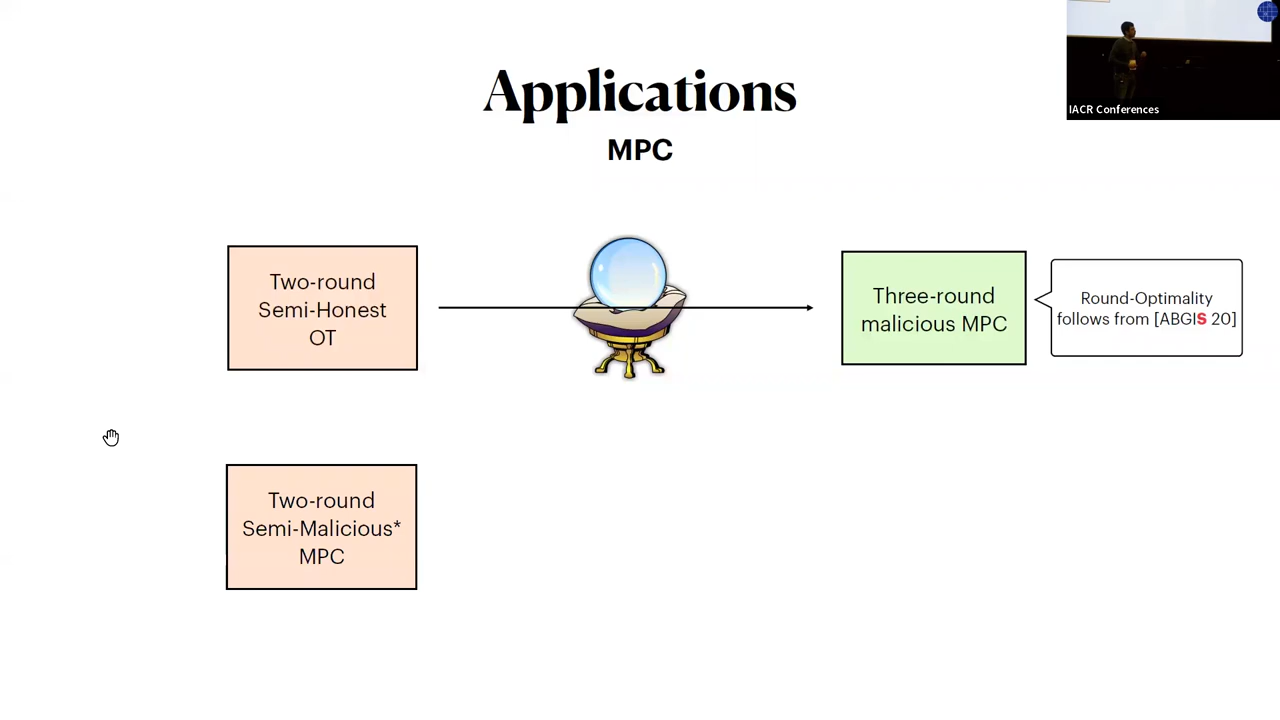 Applications
MPC
IACR Conferences
Two-round
Semi-Honest
OT
Three-round
malicious MPC
Round-Optimality
follows from [ABGIS 20]
Two-round
Semi-Malicious*
MPC